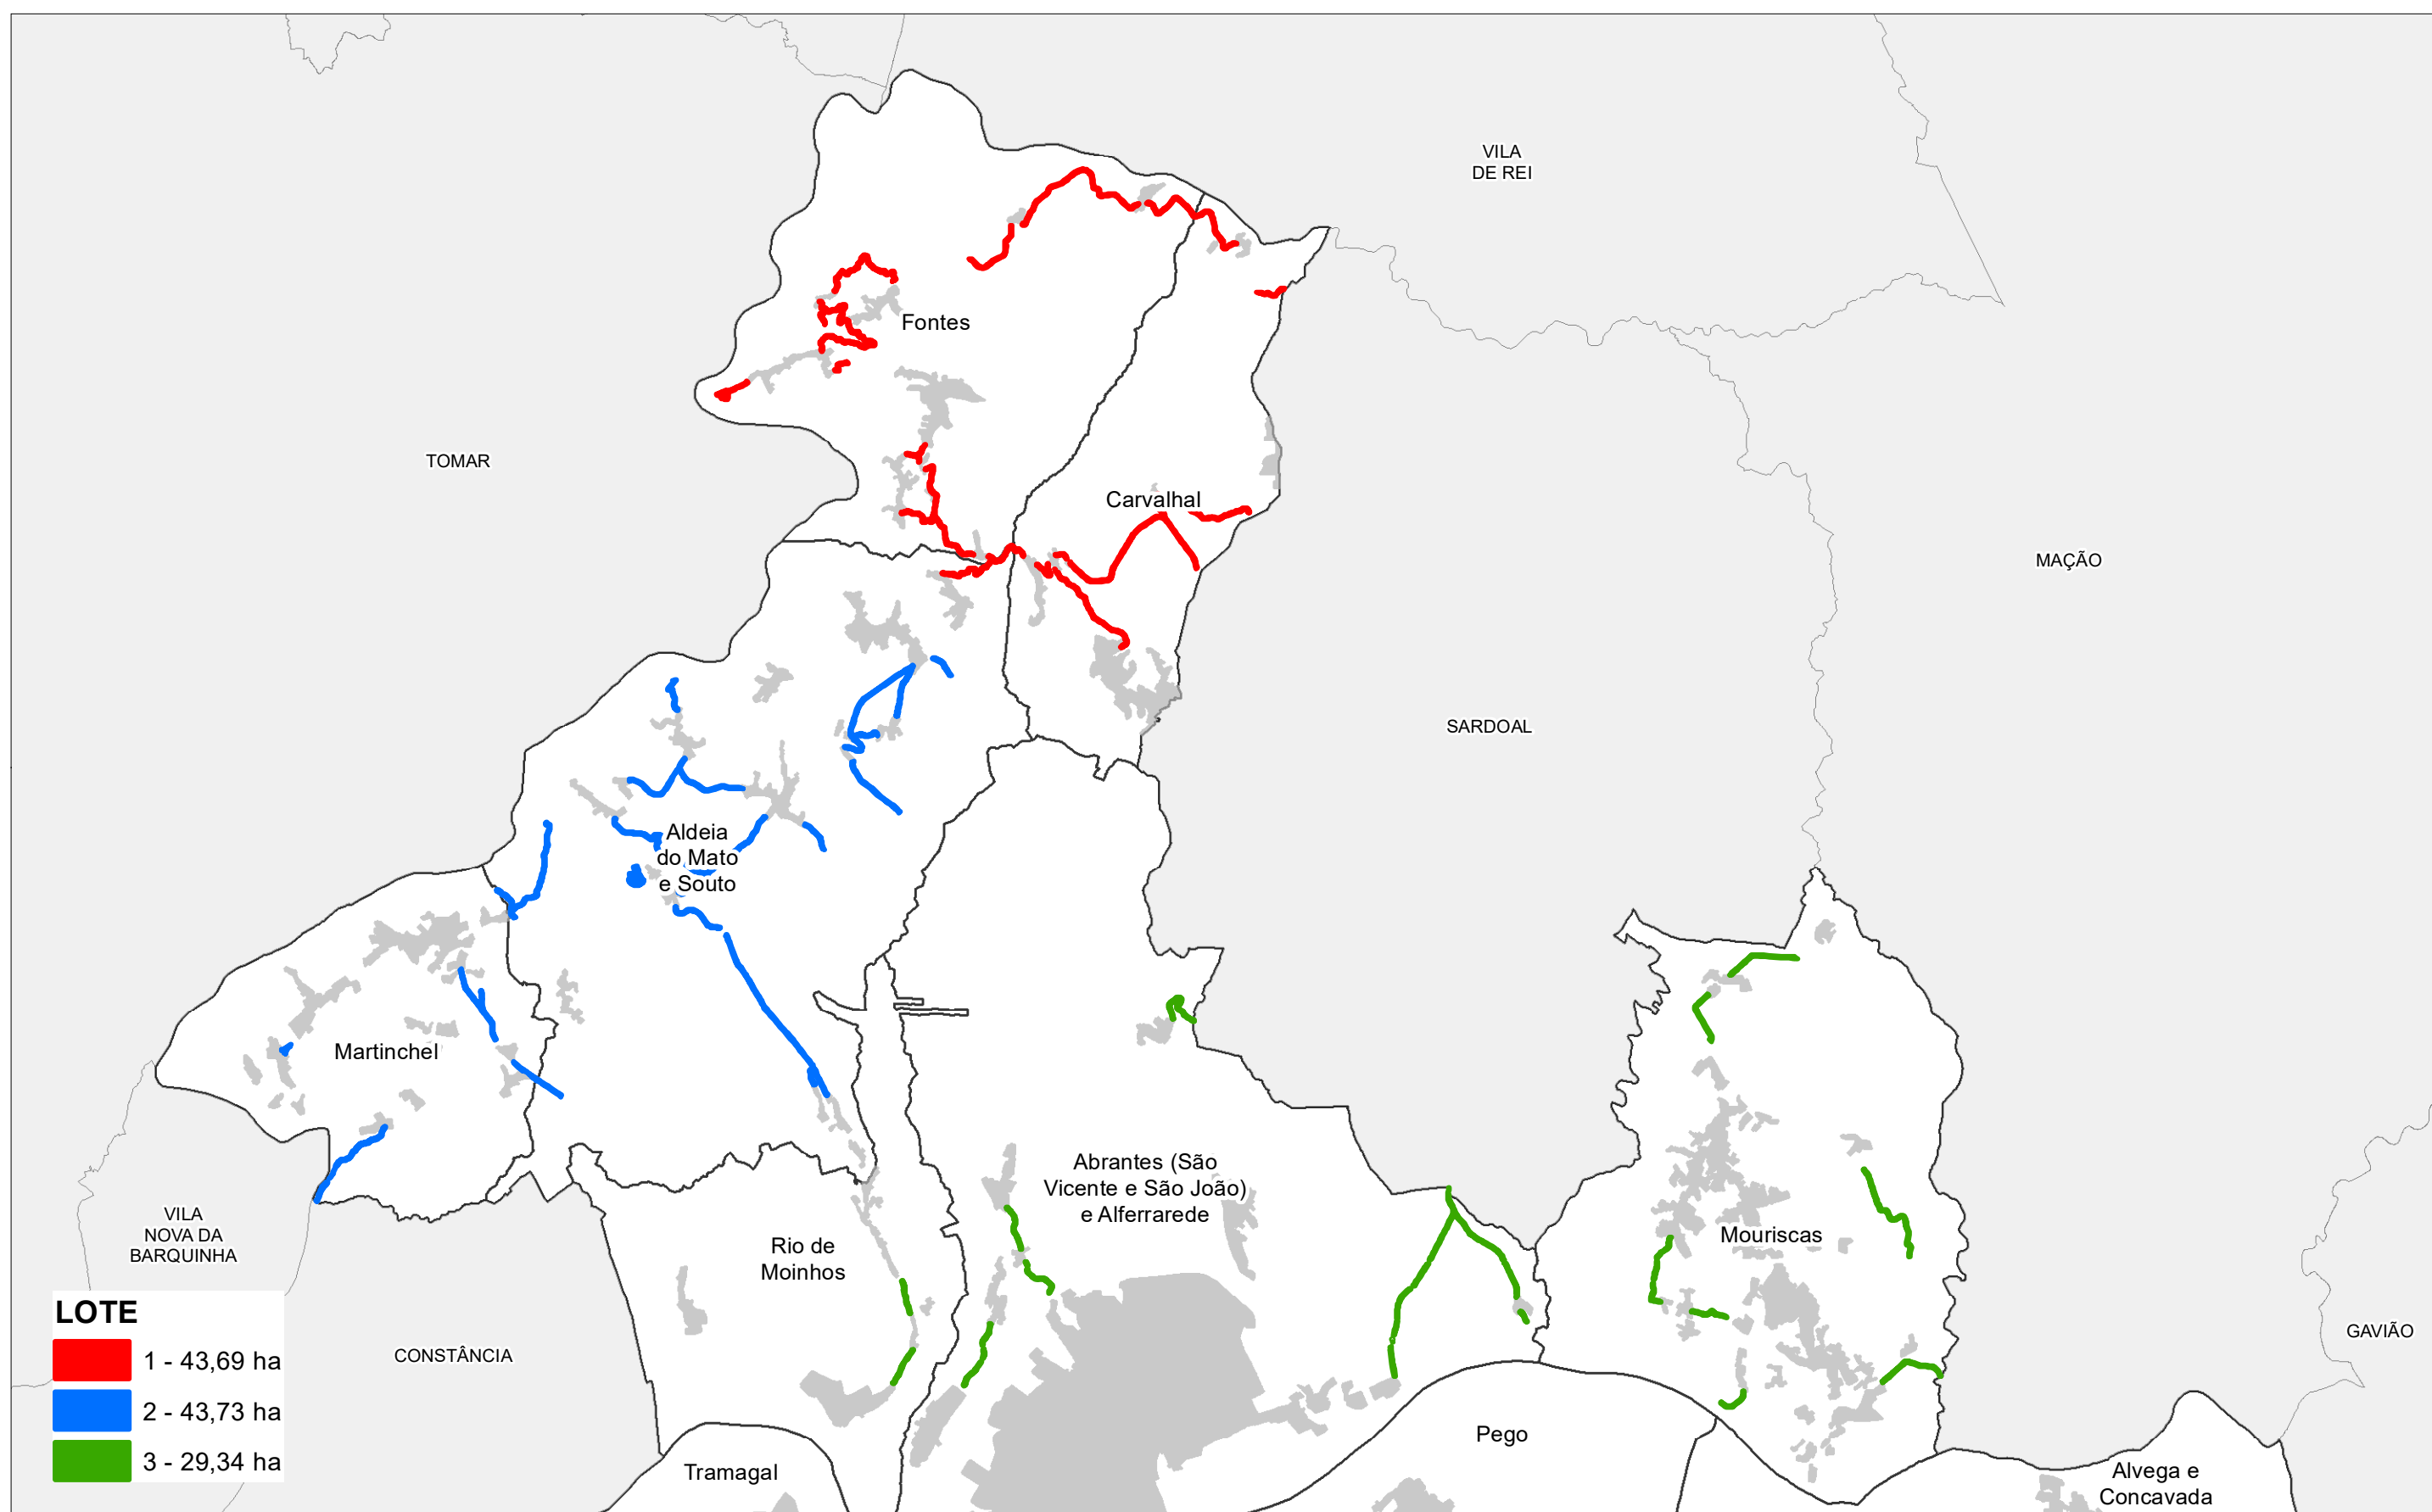 VILA
DE REI
Fontes
TOMAR
Carvalhal
MAÇÃO
SARDOAL
Aldeia
do Mato
e Souto
Martinchel
Abrantes (São
Vicente e São João)
e Alferrarede
VILA
NOVA DA
BARQUINHA
Rio de
Moinhos
Mouriscas
LOTE
1 - 43,69 ha
2 - 43,73 ha
3 - 29,34 ha
CONSTÂNCIA
GAVIÃO
Pego
Tramagal
Alvega e
Concavada